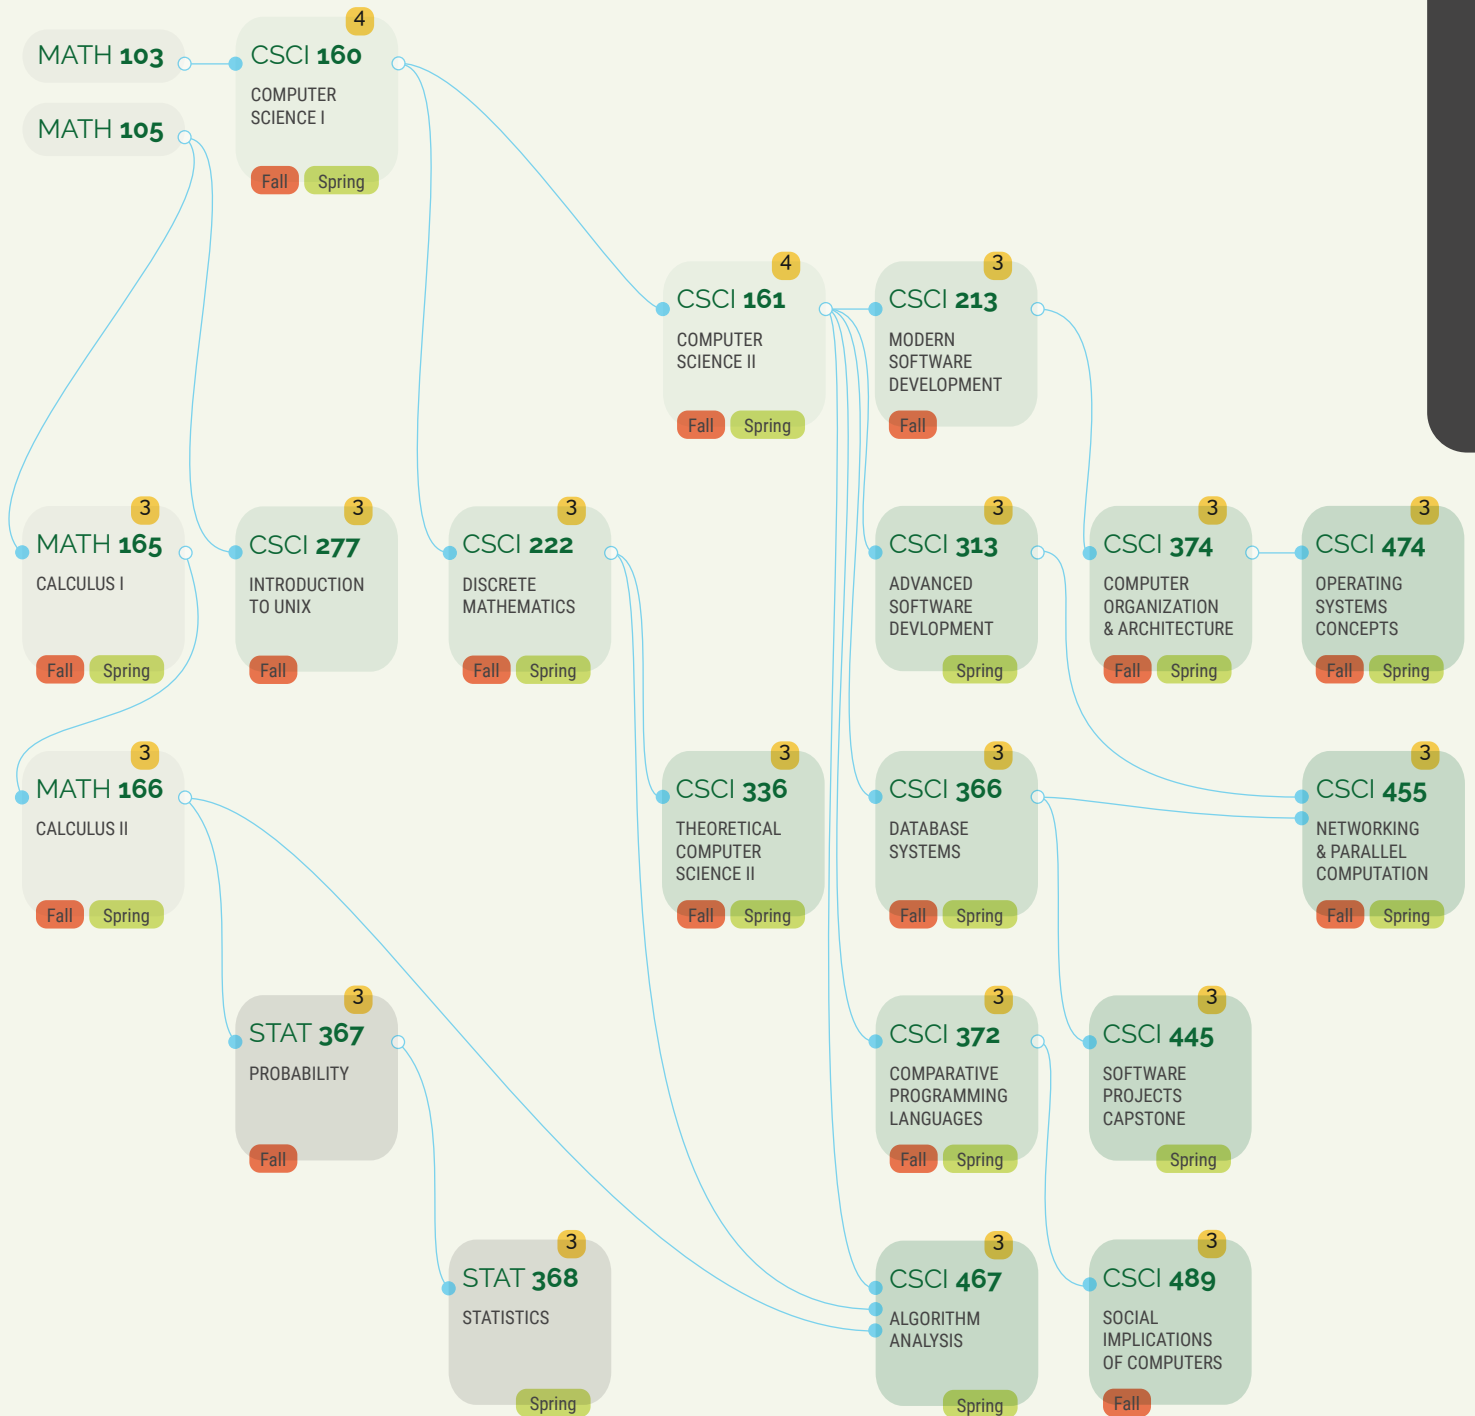 MATH 103
4
CSCI 160
COMPUTER
SCIENCE I
Fall Spring
MATH 105
4
CSCI 161
COMPUTER
SCIENCE II
Fall Spring
3
CSCI 213
MODERN
SOFTWARE
DEVELOPMENT
Fall
3
MATH 165
CALCULUS I
Fall Spring
3
CSCI 277
INTRODUCTION
TO UNIX
Fall
3
CSCI 222
DISCRETE
MATHEMATICS
Fall Spring
3
CSCI 313
ADVANCED
SOFTWARE
DEVLOPMENT
Spring
3
CSCI 374
COMPUTER
ORGANIZATION
& ARCHITECTURE
Fall Spring
3
CSCI 474
OPERATING
SYSTEMS
CONCEPTS
Fall Spring
3
MATH 166
CALCULUS II
Fall Spring
3
CSCI 336
THEORETICAL
COMPUTER
SCIENCE II
Fall Spring
3
CSCI 366
DATABASE
SYSTEMS
Fall Spring
3
CSCI 455
NETWORKING
& PARALLEL
COMPUTATION
Fall Spring
3
STAT 367
PROBABILITY
Fall
3
CSCI 372
COMPARATIVE
PROGRAMMING
LANGUAGES
Fall Spring
3
CSCI 445
SOFTWARE
PROJECTS
CAPSTONE
Spring
3
STAT 368
STATISTICS
Spring
3
CSCI 467
ALGORITHM
ANALYSIS
Spring
3
CSCI 489
SOCIAL
IMPLICATIONS
OF COMPUTERS
Fall